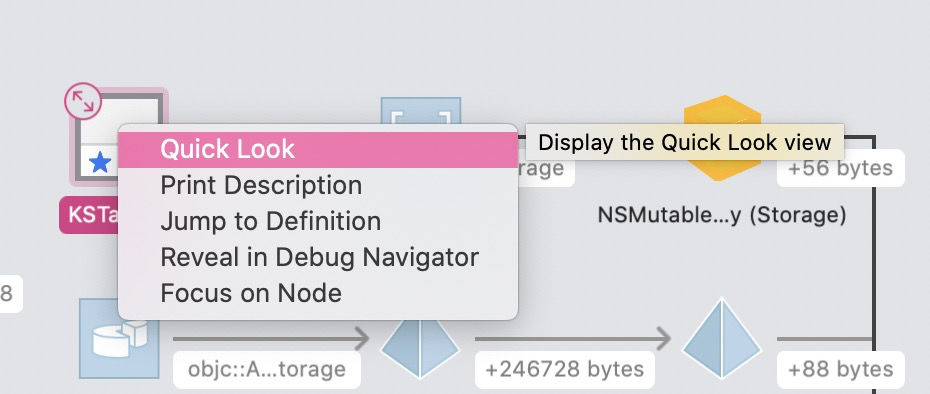 Quick Look
Display the Quick Look view
Print Description
rage
+56 bytes
Jump to Definition
KSTa
NSMutable...y (Storage)
Reveal in Debug Navigator
Focus on Node
8
objc::A...torage
+246728 bytes
+88 bytes